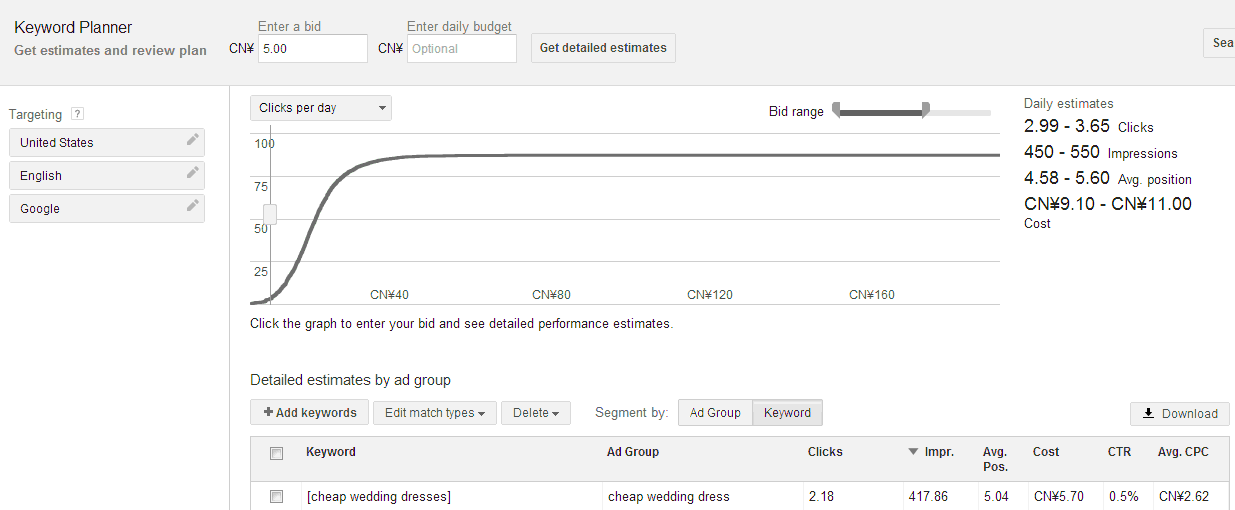 Keyword Planner
Get estimates and review plan
Enter a bid
CN¥ 5.00
Enter daily budget
CN¥ Optional
Get detailed estimates
Sea
Targeting ?
United States
English
Google
Clicks per day
Bid range
100
75
50
25
CN¥40 CN¥80 CN¥120 CN¥160
Click the graph to enter your bid and see detailed performance estimates.
Daily estimates
2.99 - 3.65 Clicks
450 - 550 Impressions
4.58 - 5.60 Avg. position
CN¥9.10 - CN¥11.00
Cost
Detailed estimates by ad group
+ Add keywords Edit match types Delete Segment by: Ad Group Keyword Download
Keyword Ad Group Clicks Impr. Avg. Pos. Cost CTR Avg. CPC
[cheap wedding dresses] cheap wedding dress 2.18 417.86 5.04 CN¥5.70 0.5% CN¥2.62